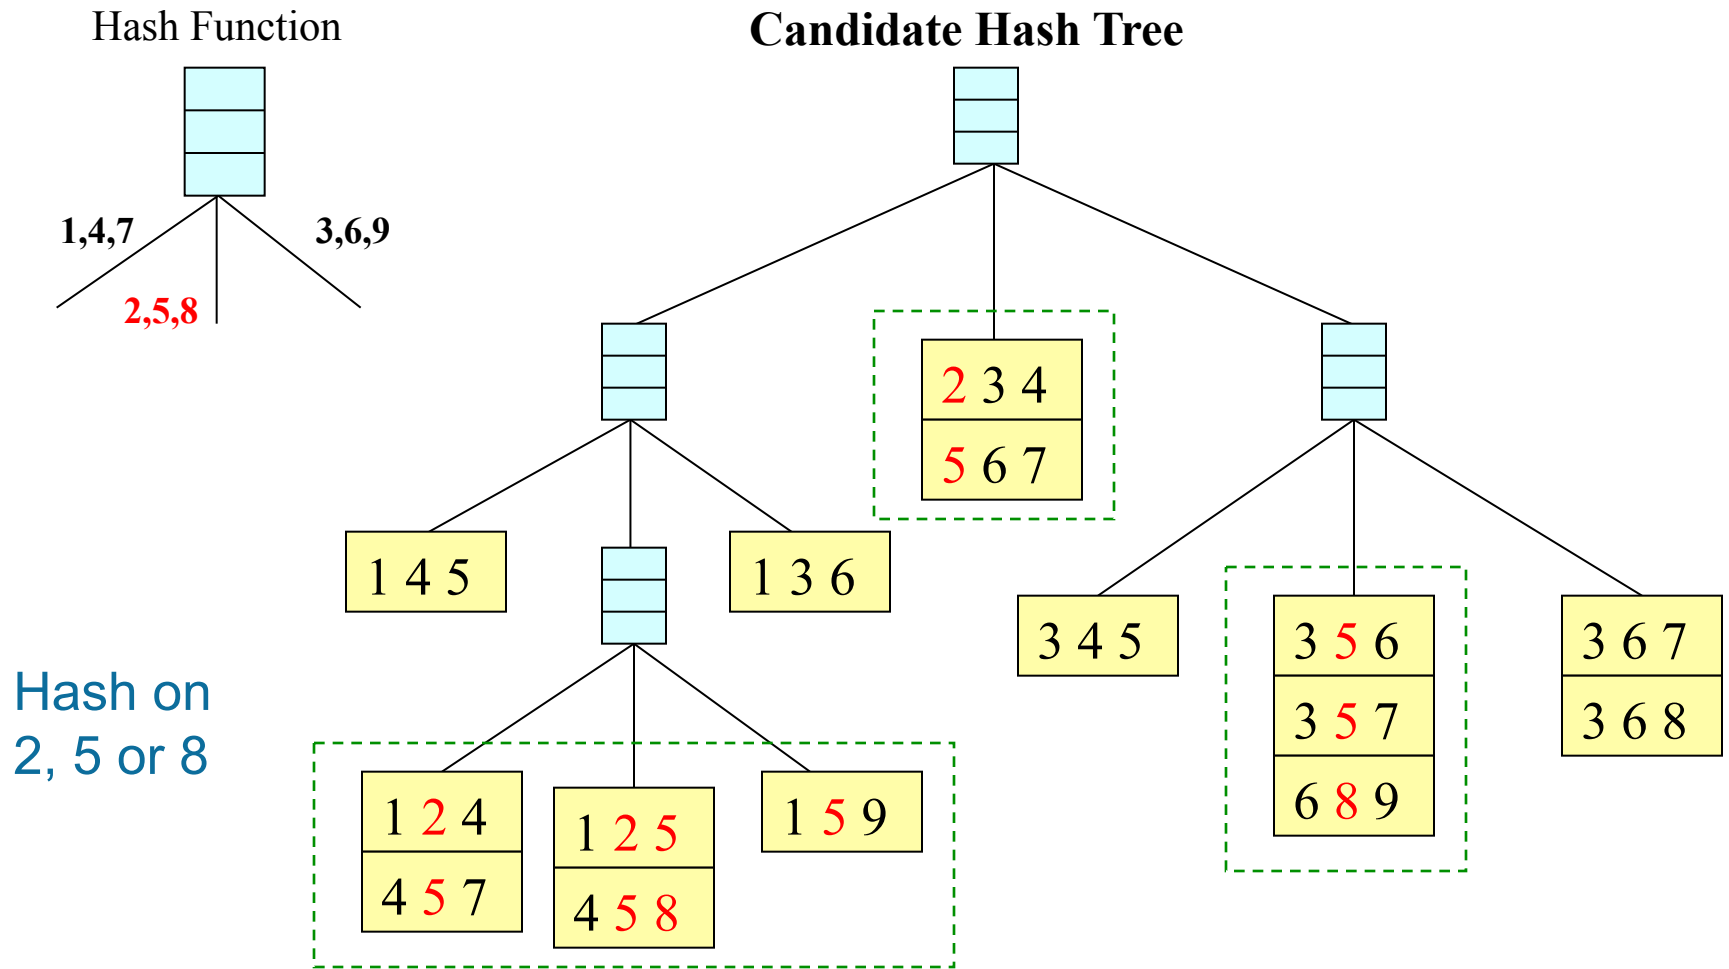 Hash Function
Candidate Hash Tree
1,4,7
3,6,9
2,5,8
2 3 4
5 6 7
1 4 5
1 3 6
3 4 5
3 5 6
3 5 7
6 8 9
3 6 7
3 6 8
Hash on
2, 5 or 8
1 2 4
4 5 7
1 2 5
4 5 8
1 5 9